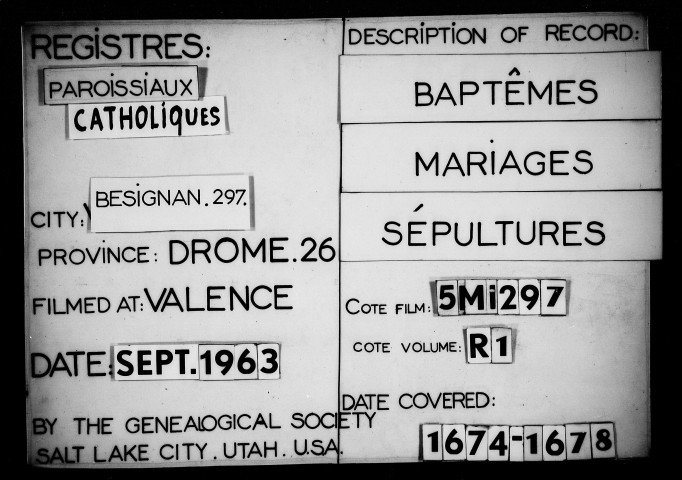 REGISTRES:
PAROISSIAUX
CATHOLIQUES
CITY: BESIGNAN.297.
PROVINCE: DROME.26
FILMED AT: VALENCE
DATE: SEPT.1963
BY THE GENEALOGICAL SOCIETY
SALT LAKE CITY. UTAH. U.S.A.
DESCRIPTION OF RECORD:
BAPTÊMES
MARIAGES
SÉPULTURES
COTE FILM: 5Mi297
COTE VOLUME: R1
DATE COVERED:
1674-1678